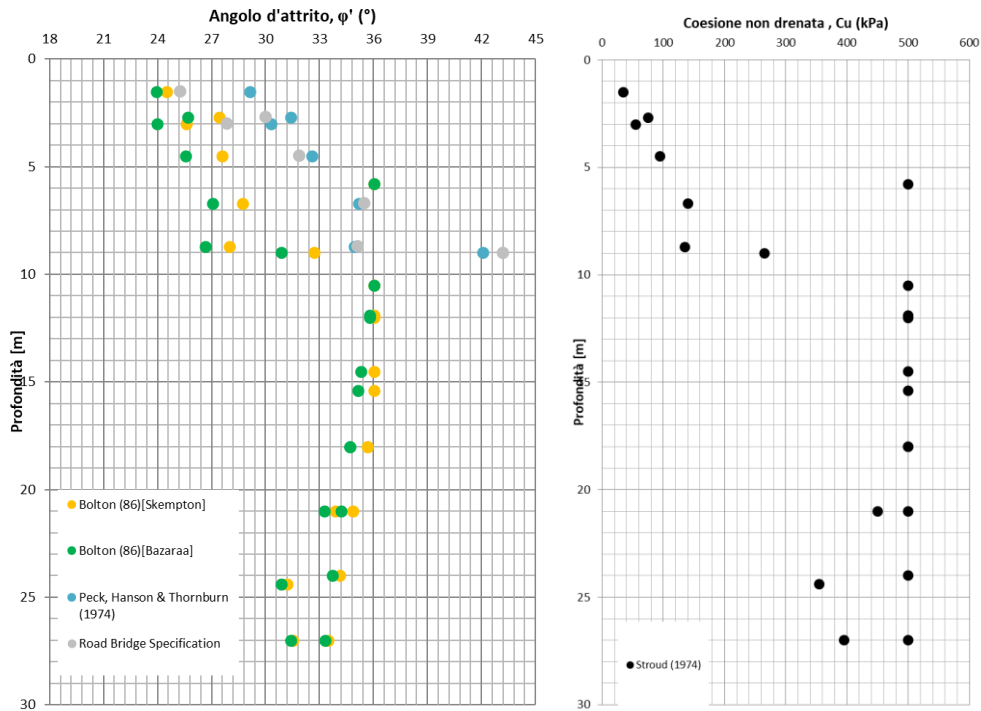 Angolo d'attrito, φ' (°)
18 21 24 27 30 33 36 39 42 45
0
5
10
15
20
25
30
Profondità [m]
Bolton (86)[Skempton]
Bolton (86)[Bazaraa]
Peck, Hanson & Thornburn
(1974)
Road Bridge Specification
Coesione non drenata , Cu (kPa)
0 100 200 300 400 500 600
0
5
10
15
20
25
30
Profondità [m]
Stroud (1974)